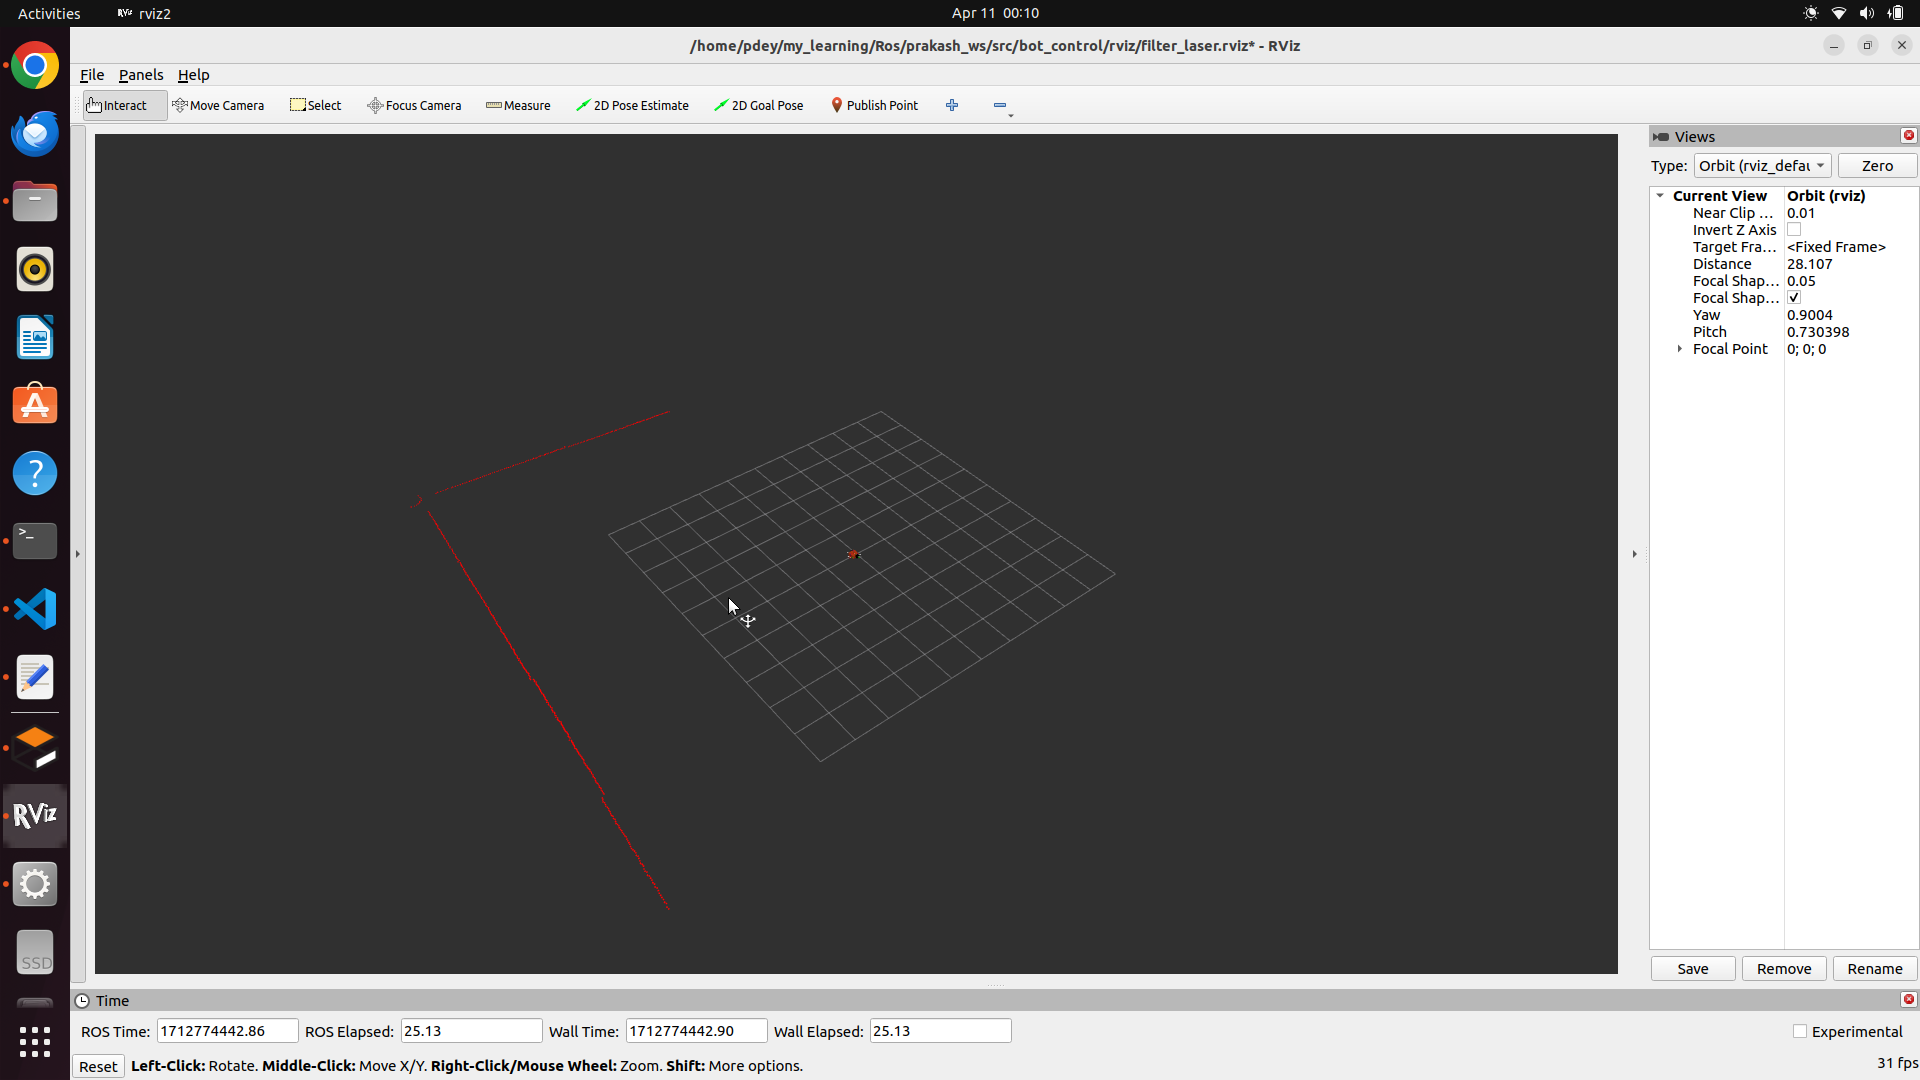 Activities RViz rviz2 Apr 11 00:10
/home/pdey/my_learning/Ros/prakash_ws/src/bot_control/rviz/filter_laser.rviz* - RViz
File Panels Help
Interact Move Camera Select Focus Camera Measure 2D Pose Estimate 2D Goal Pose Publish Point
Views
Type: Orbit (rviz_defau Zero
Current View Orbit (rviz)
Near Clip ... 0.01
Invert Z Axis
Target Fra... <Fixed Frame>
Distance 28.107
Focal Shap... 0.05
Focal Shap... ✓
Yaw 0.9004
Pitch 0.730398
Focal Point 0; 0; 0
?
>_
RViz
SSD
Save Remove Rename
Time
ROS Time: 1712774442.86 ROS Elapsed: 25.13 Wall Time: 1712774442.90 Wall Elapsed: 25.13 Experimental
Reset Left-Click: Rotate. Middle-Click: Move X/Y. Right-Click/Mouse Wheel: Zoom. Shift: More options. 31 fps